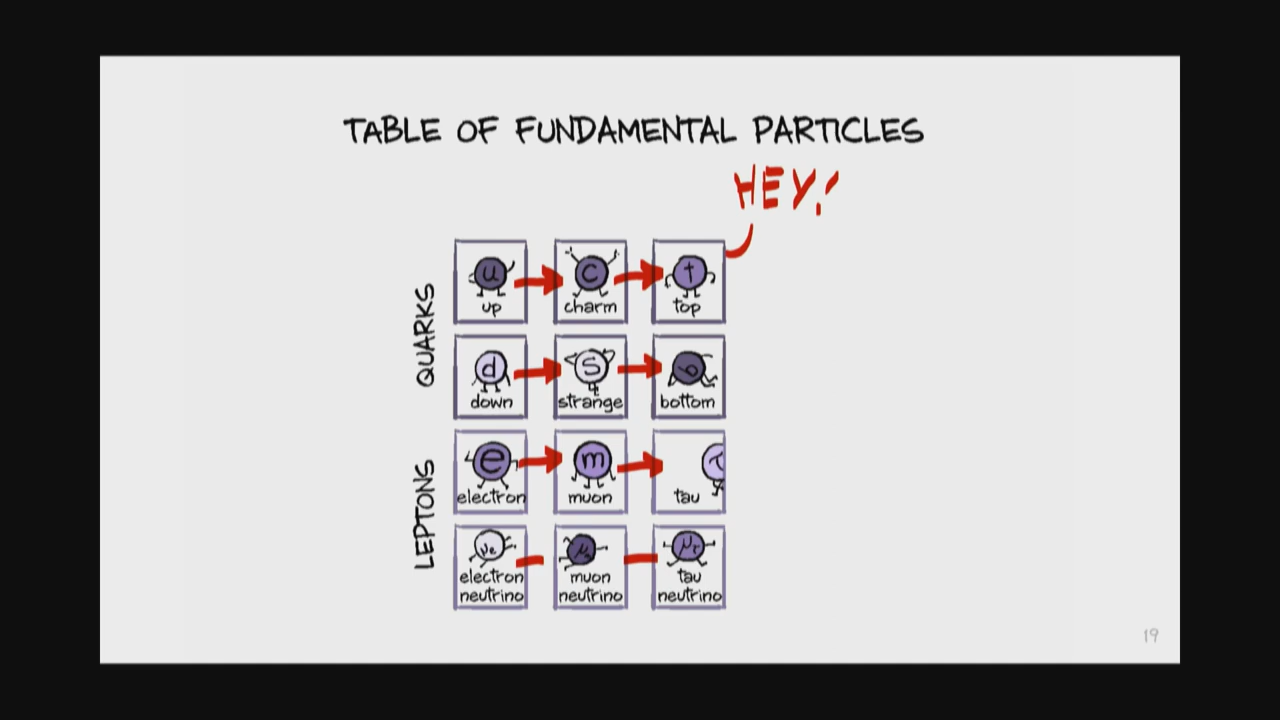 TABLE OF FUNDAMENTAL PARTICLES
HEY!
QUARKS
u c t
up charm top
d s b
down strange bottom
LEPTONS
e m τ
electron muon tau
νe
electron muon tau
neutrino neutrino neutrino
19